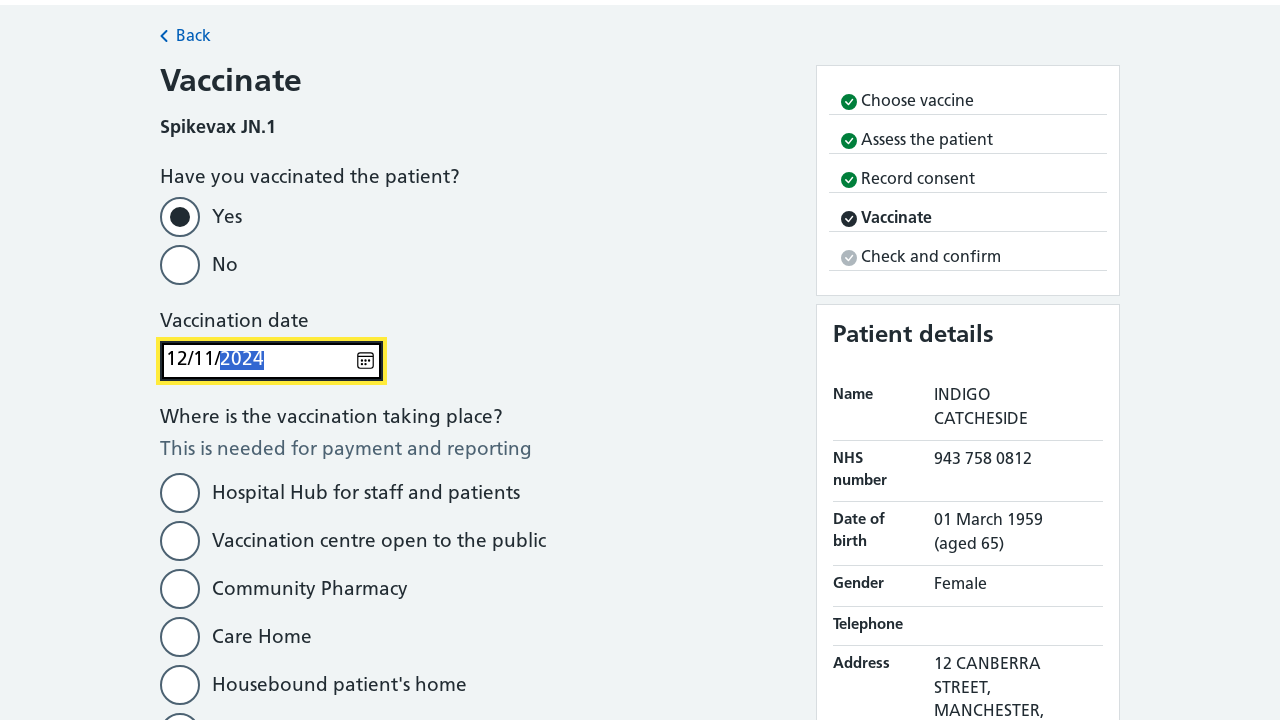 Back
Vaccinate
Spikevax JN.1
Have you vaccinated the patient?
Yes
No
Vaccination date
12/11/2024
Where is the vaccination taking place?
This is needed for payment and reporting
Hospital Hub for staff and patients
Vaccination centre open to the public
Community Pharmacy
Care Home
Housebound patient's home
Choose vaccine
Assess the patient
Record consent
Vaccinate
Check and confirm
Patient details
Name
INDIGO
CATCHESIDE
NHS
number
943 758 0812
Date of
birth
01 March 1959
(aged 65)
Gender
Female
Telephone
Address
12 CANBERRA
STREET,
MANCHESTER,